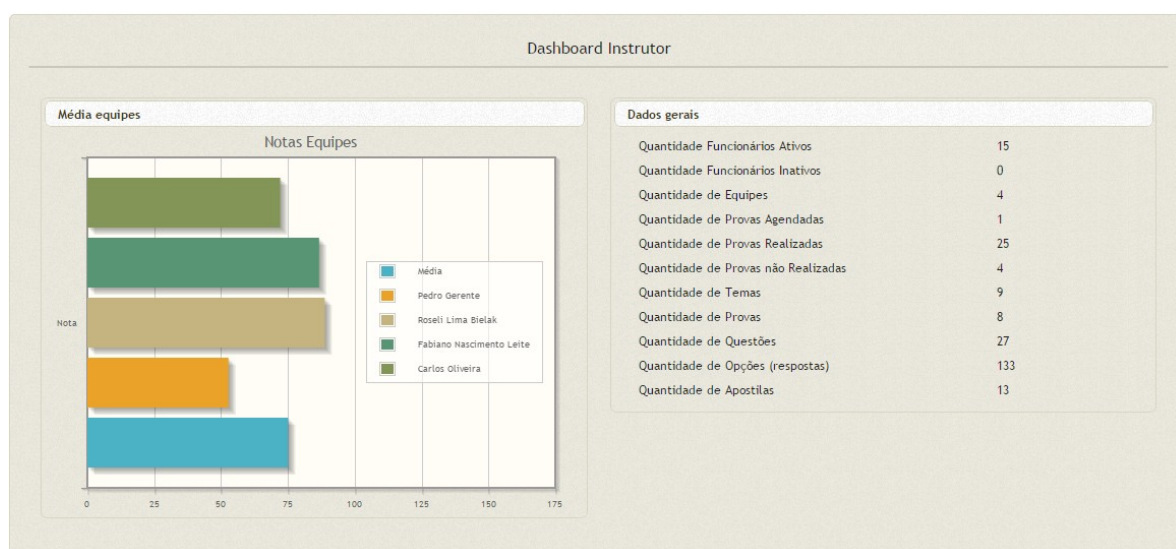 Dashboard Instrutor
Média equipes
Notas Equipes
Nota
Média
Pedro Gerente
Roseli Lima Bielak
Fabiano Nascimento Leite
Carlos Oliveira
0 25 50 75 100 125 150 175
Dados gerais
Quantidade Funcionários Ativos 15
Quantidade Funcionários Inativos 0
Quantidade de Equipes 4
Quantidade de Provas Agendadas 1
Quantidade de Provas Realizadas 25
Quantidade de Provas não Realizadas 4
Quantidade de Temas 9
Quantidade de Provas 8
Quantidade de Questões 27
Quantidade de Opções (respostas) 133
Quantidade de Apostilas 13